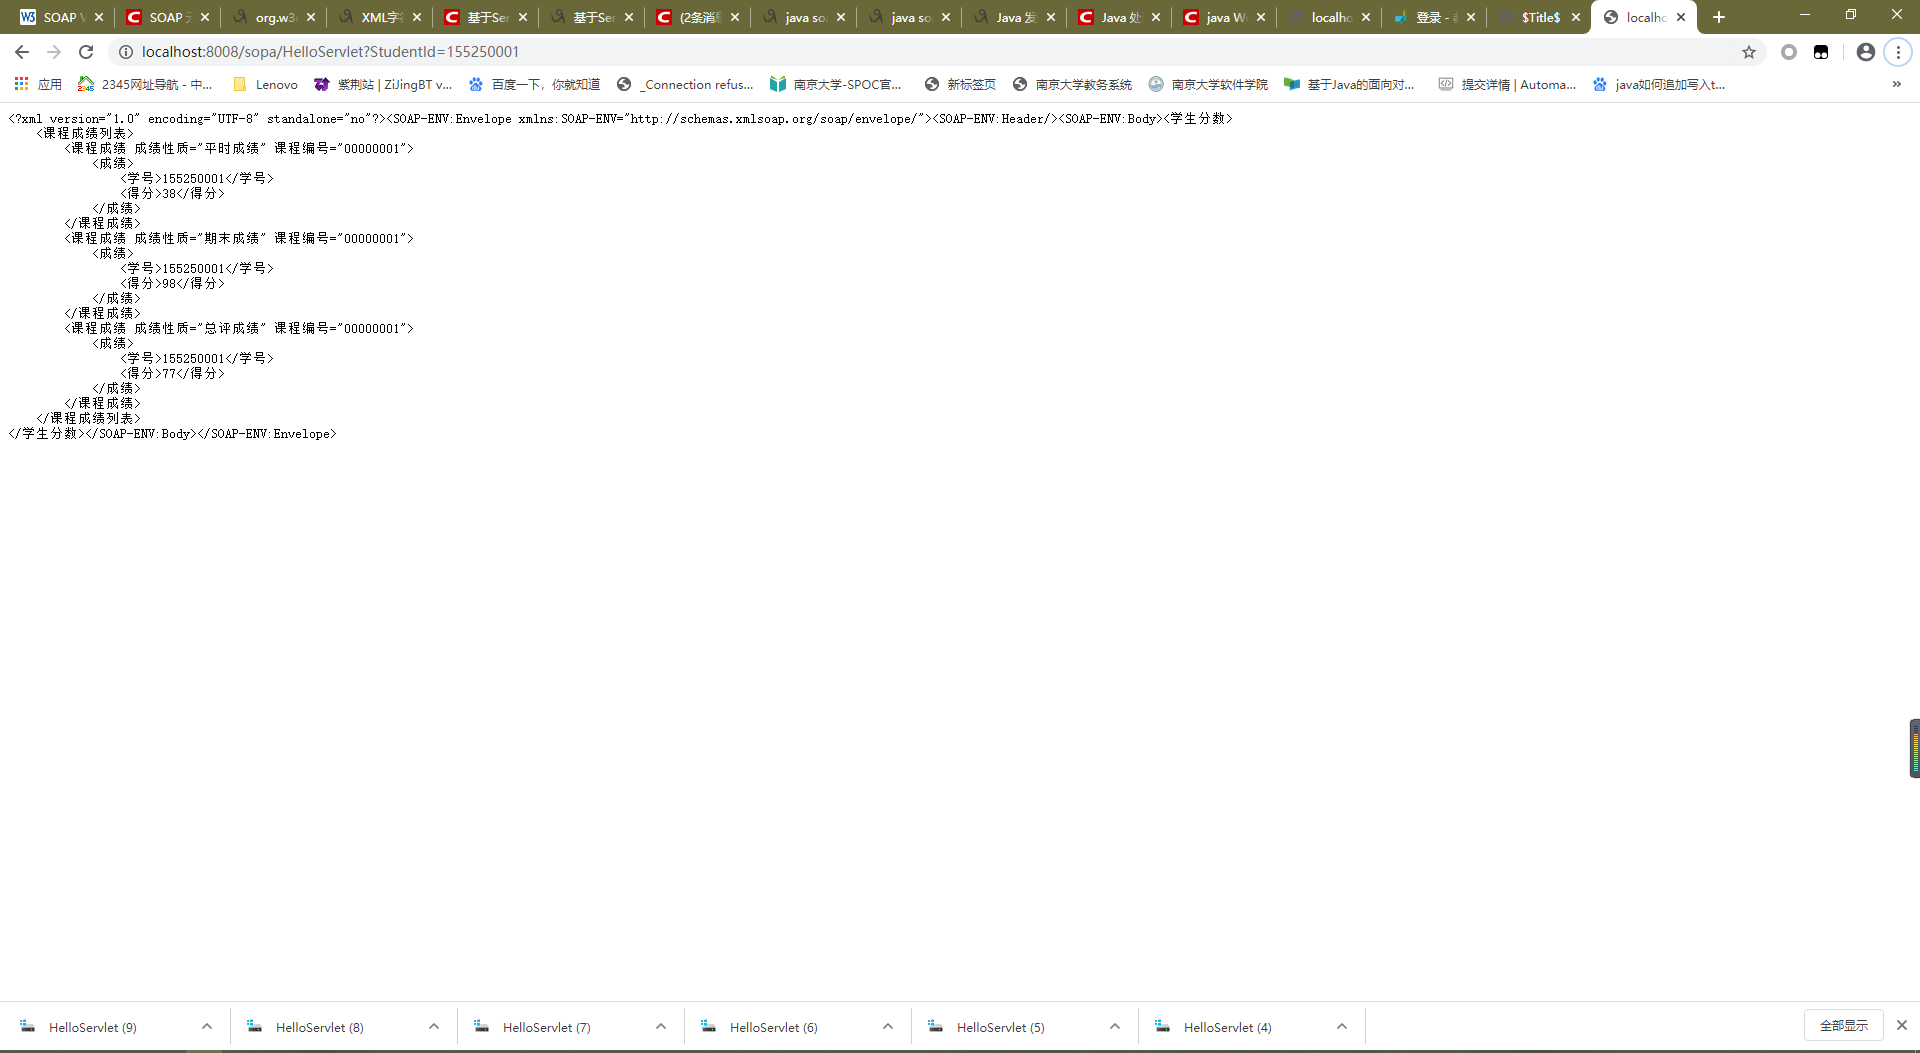 SOAP V
SOAP
org.w3
XML字
基于Ser
基于Ser
(2条消息
java so
java so
Java 发
Java 处
java W
localho
登录 -
$Title$
localho
localhost:8008/sopa/HelloServlet?StudentId=155250001
应用
2345网址导航 - 中...
Lenovo
紫荆站 | ZiJingBT v...
百度一下，你就知道
_Connection refus...
南京大学-SPOC官...
新标签页
南京大学教务系统
南京大学软件学院
基于Java的面向对...
提交详情 | Automa...
java如何追加写入t...
»
<?xml version="1.0" encoding="UTF-8" standalone="no"?><SOAP-ENV:Envelope xmlns:SOAP-ENV="http://schemas.xmlsoap.org/soap/envelope/"><SOAP-ENV:Header/><SOAP-ENV:Body><学生分数>
<课程成绩列表>
<课程成绩 成绩性质="平时成绩" 课程编号="00000001">
<成绩>
<学号>155250001</学号>
<得分>38</得分>
</成绩>
</课程成绩>
<课程成绩 成绩性质="期末成绩" 课程编号="00000001">
<成绩>
<学号>155250001</学号>
<得分>98</得分>
</成绩>
</课程成绩>
<课程成绩 成绩性质="总评成绩" 课程编号="00000001">
<成绩>
<学号>155250001</学号>
<得分>77</得分>
</成绩>
</课程成绩>
</课程成绩列表>
</学生分数></SOAP-ENV:Body></SOAP-ENV:Envelope>
HelloServlet (9)
HelloServlet (8)
HelloServlet (7)
HelloServlet (6)
HelloServlet (5)
HelloServlet (4)
全部显示